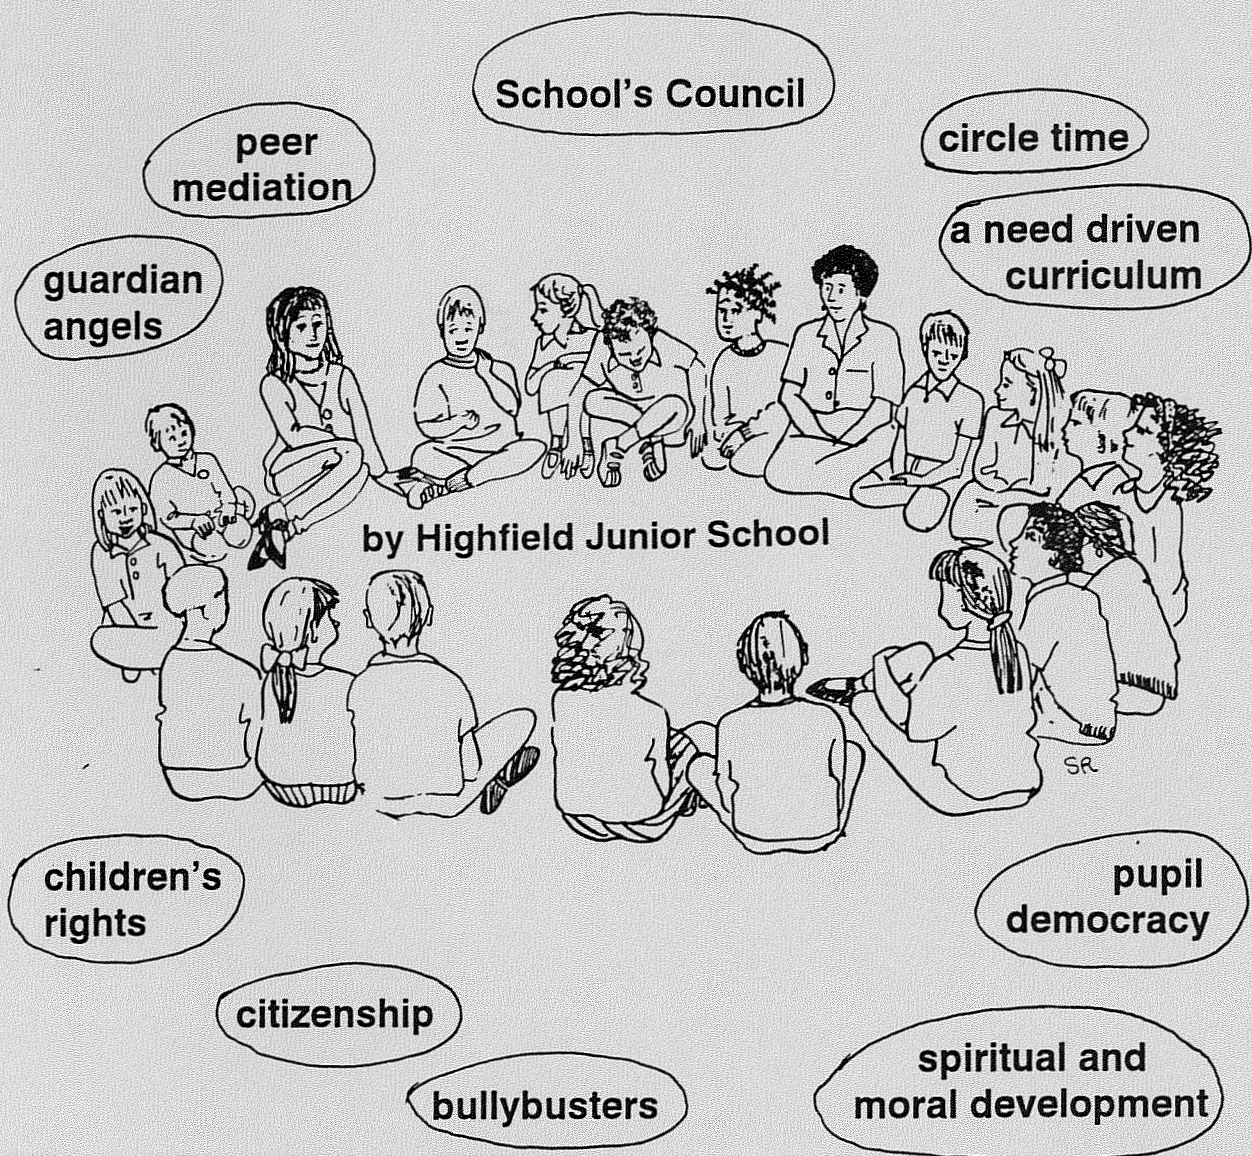 School's Council
peer
mediation
circle time
a need driven
curriculum
guardian
angels
by Highfield Junior School
SR
children's
rights
pupil
democracy
citizenship
spiritual and
moral development
bullybusters